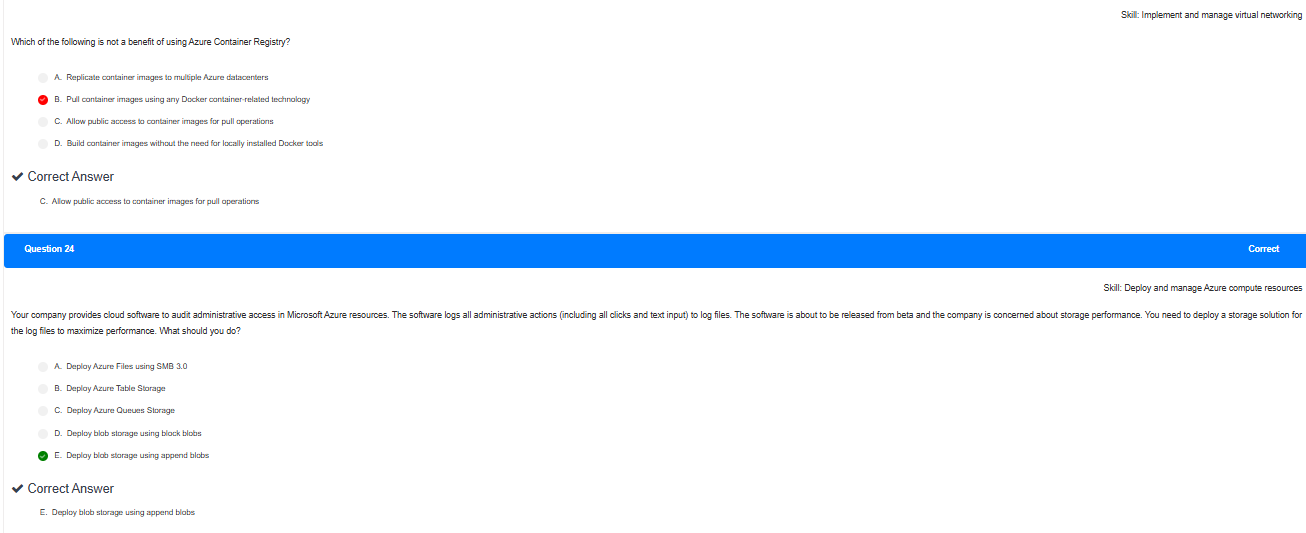 Skill: Implement and manage virtual networking
Which of the following is not a benefit of using Azure Container Registry?
A. Replicate container images to multiple Azure datacenters
B. Pull container images using any Docker container-related technology
C. Allow public access to container images for pull operations
D. Build container images without the need for locally installed Docker tools
Correct Answer
C. Allow public access to container images for pull operations
Question 24 Correct
Skill: Deploy and manage Azure compute resources
Your company provides cloud software to audit administrative access in Microsoft Azure resources. The software logs all administrative actions (including all clicks and text input) to log files. The software is about to be released from beta and the company is concerned about storage performance. You need to deploy a storage solution for
the log files to maximize performance. What should you do?
A. Deploy Azure Files using SMB 3.0
B. Deploy Azure Table Storage
C. Deploy Azure Queues Storage
D. Deploy blob storage using block blobs
E. Deploy blob storage using append blobs
Correct Answer
E. Deploy blob storage using append blobs